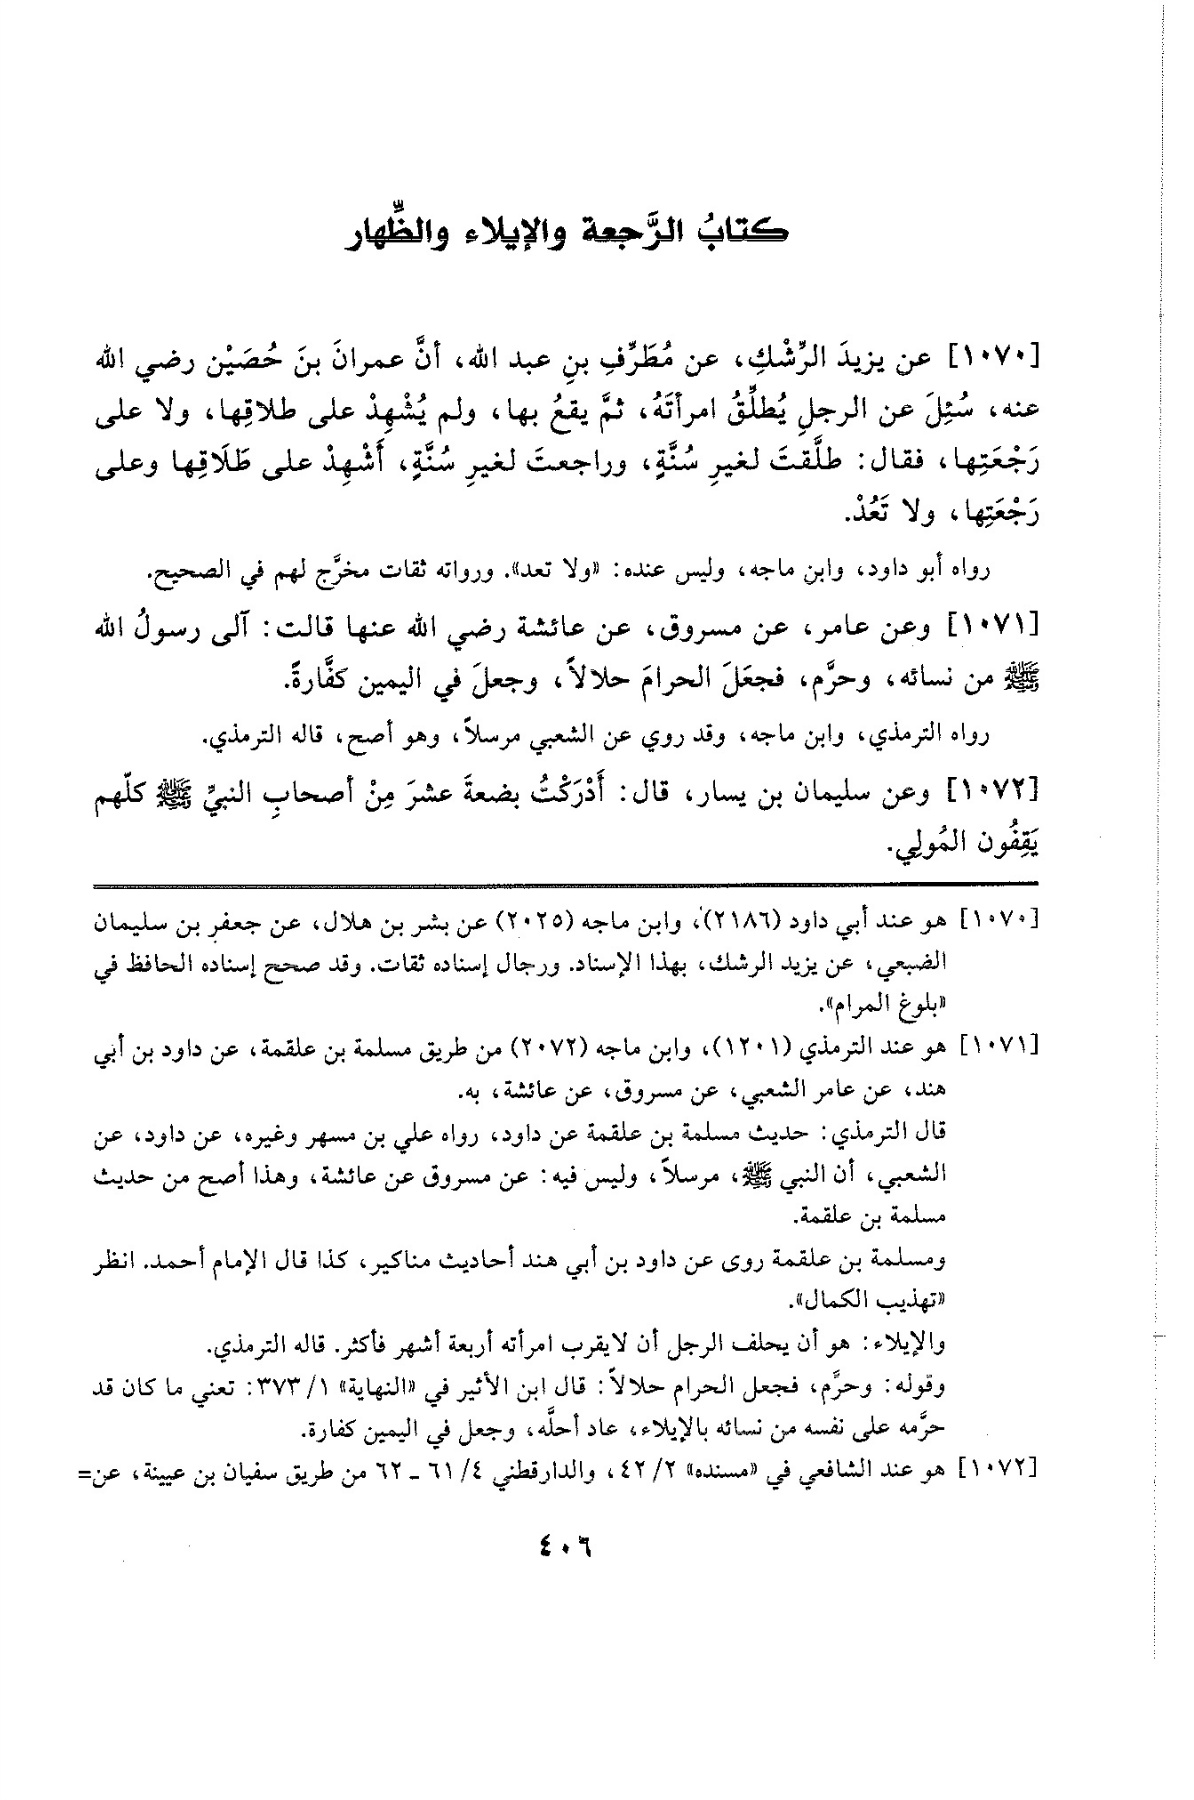 كتابُ الرَّجعة والإيلاء والظِّهار
[١٠٧٠] عن يزيدَ الرِّشْكِ، عن مُطَرِّفِ بنِ عبد الله، أنَّ عمرانَ بنَ حُصَيْن رضي الله
عنه، سُئِلَ عن الرجلِ يُطلِّقُ امرأتَهُ، ثمَّ يقعُ بها، ولم يُشْهِدْ على طلاقِها، ولا على
رَجْعَتِها، فقال: طلَّقتَ لغيرِ سُنَّةٍ، وراجعتَ لغيرِ سُنَّةٍ، أَشْهِدْ على طَلَاقِها وعلى
رَجْعَتِها، ولا تَعُدْ.
رواه أبو داود، وابن ماجه، وليس عنده: «ولا تعد». ورواته ثقات مخرَّج لهم في الصحيح.
[١٠٧١] وعن عامر، عن مسروق، عن عائشة رضي الله عنها قالت: آلى رسولُ الله
ﷺ من نسائه، وحرَّم، فجعَلَ الحرامَ حلالاً، وجعلَ في اليمين كفَّارةً.
رواه الترمذي، وابن ماجه، وقد روي عن الشعبي مرسلاً، وهو أصح، قاله الترمذي.
[١٠٧٢] وعن سليمان بن يسار، قال: أَدْرَكْتُ بضعةَ عشرَ مِنْ أصحابِ النبيِّ ﷺ كلّهم
يَقِفُون المُولِي.
[١٠٧٠] هو عند أبي داود (٢١٨٦)، وابن ماجه (٢٠٢٥) عن بشر بن هلال، عن جعفر بن سليمان
الضبعي، عن يزيد الرشك، بهذا الإسناد. ورجال إسناده ثقات. وقد صحح إسناده الحافظ في
«بلوغ المرام».
[١٠٧١] هو عند الترمذي (١٢٠١)، وابن ماجه (٢٠٧٢) من طريق مسلمة بن علقمة، عن داود بن أبي
هند، عن عامر الشعبي، عن مسروق، عن عائشة، به.
قال الترمذي: حديث مسلمة بن علقمة عن داود، رواه علي بن مسهر وغيره، عن داود، عن
الشعبي، أن النبي ﷺ، مرسلاً، وليس فيه: عن مسروق عن عائشة، وهذا أصح من حديث
مسلمة بن علقمة.
ومسلمة بن علقمة روى عن داود بن أبي هند أحاديث مناكير، كذا قال الإمام أحمد. انظر
«تهذيب الكمال».
والإيلاء: هو أن يحلف الرجل أن لايقرب امرأته أربعة أشهر فأكثر. قاله الترمذي.
وقوله: وحرَّم، فجعل الحرام حلالاً: قال ابن الأثير في «النهاية» ١/ ٣٧٣: تعني ما كان قد
حرَّمه على نفسه من نسائه بالإيلاء، عاد أحلَّه، وجعل في اليمين كفارة.
[١٠٧٢] هو عند الشافعي في «مسنده» ٢/ ٤٢، والدارقطني ٤/ ٦١ ـ ٦٢ من طريق سفيان بن عيينة، عن=
٤٠٦